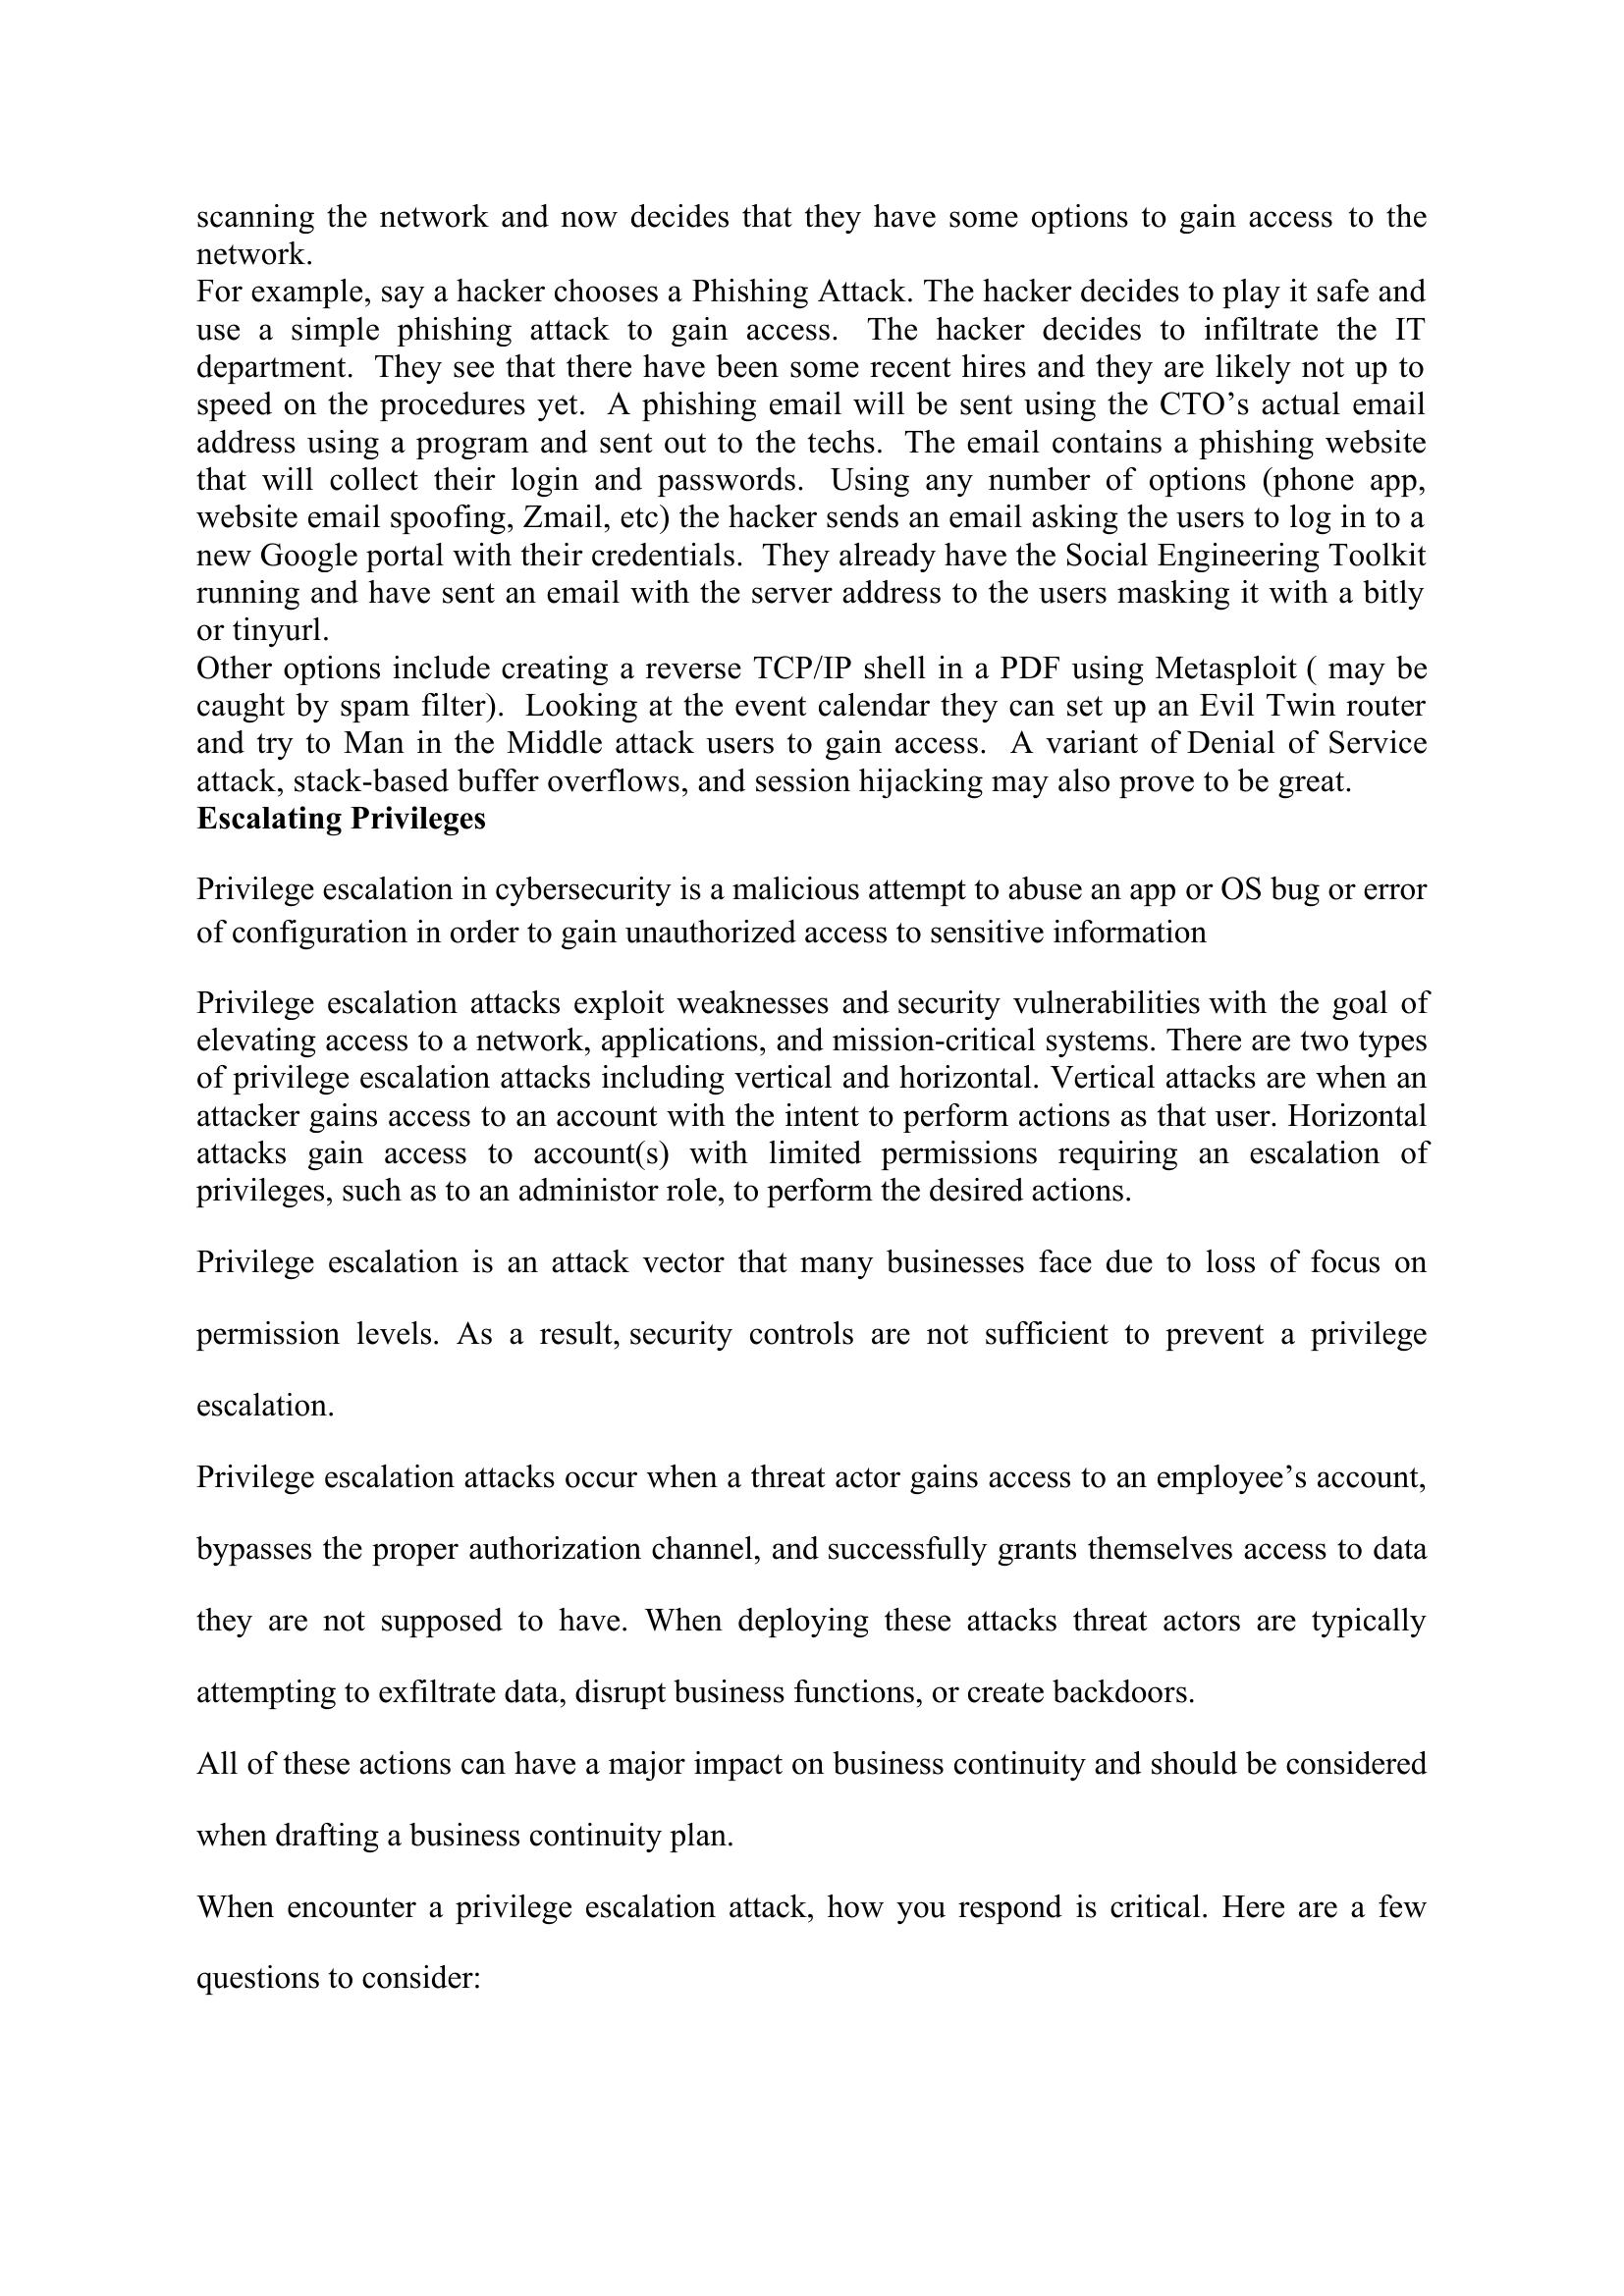 scanning the network and now decides that they have some options to gain access to the
network.
For example, say a hacker chooses a Phishing Attack. The hacker decides to play it safe and
use a simple phishing attack to gain access. The hacker decides to infiltrate the IT
department. They see that there have been some recent hires and they are likely not up to
speed on the procedures yet. A phishing email will be sent using the CTO’s actual email
address using a program and sent out to the techs. The email contains a phishing website
that will collect their login and passwords. Using any number of options (phone app,
website email spoofing, Zmail, etc) the hacker sends an email asking the users to log in to a
new Google portal with their credentials. They already have the Social Engineering Toolkit
running and have sent an email with the server address to the users masking it with a bitly
or tinyurl.
Other options include creating a reverse TCP/IP shell in a PDF using Metasploit ( may be
caught by spam filter). Looking at the event calendar they can set up an Evil Twin router
and try to Man in the Middle attack users to gain access. A variant of Denial of Service
attack, stack-based buffer overflows, and session hijacking may also prove to be great.
Escalating Privileges
Privilege escalation in cybersecurity is a malicious attempt to abuse an app or OS bug or error
of configuration in order to gain unauthorized access to sensitive information
Privilege escalation attacks exploit weaknesses and security vulnerabilities with the goal of
elevating access to a network, applications, and mission-critical systems. There are two types
of privilege escalation attacks including vertical and horizontal. Vertical attacks are when an
attacker gains access to an account with the intent to perform actions as that user. Horizontal
attacks gain access to account(s) with limited permissions requiring an escalation of
privileges, such as to an administor role, to perform the desired actions.
Privilege escalation is an attack vector that many businesses face due to loss of focus on
permission levels. As a result, security controls are not sufficient to prevent a privilege
escalation.
Privilege escalation attacks occur when a threat actor gains access to an employee’s account,
bypasses the proper authorization channel, and successfully grants themselves access to data
they are not supposed to have. When deploying these attacks threat actors are typically
attempting to exfiltrate data, disrupt business functions, or create backdoors.
All of these actions can have a major impact on business continuity and should be considered
when drafting a business continuity plan.
When encounter a privilege escalation attack, how you respond is critical. Here are a few
questions to consider: